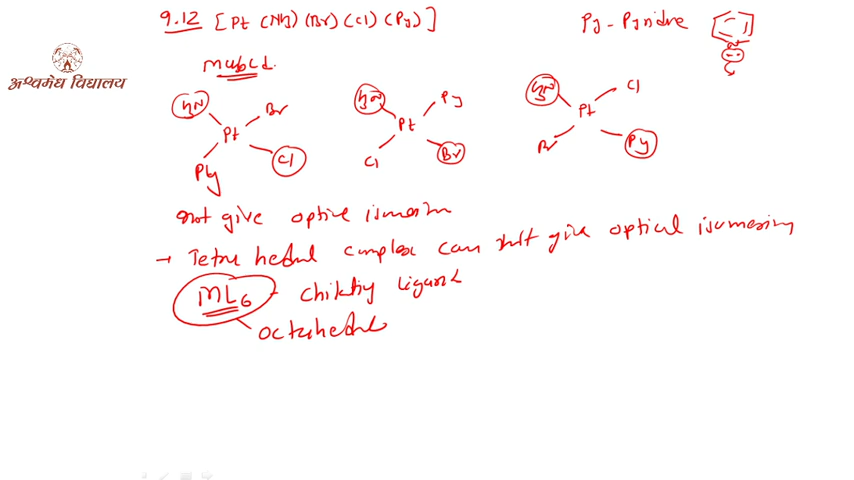 9.12 [Pt (NH3) (Br) (Cl) (Py)]
Py - Pyridine
अश्वमेध विद्यालय
Mabcd.
H3N Br Pt Py Cl
H3N Py Pt Cl Br
H3N Cl Pt Br Py
not give optive isomerism
→ Tetrahedral complex can not give optical isomerism
ML6 - ligand
octahedral